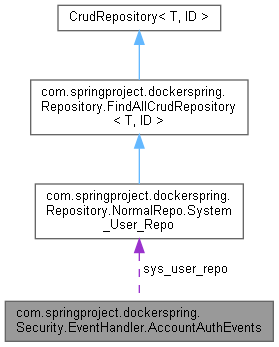 CrudRepository< T, ID >
com.springproject.dockerspring.
Repository.FindAllCrudRepository
< T, ID >
com.springproject.dockerspring.
Repository.NormalRepo.System
_User_Repo
sys_user_repo
com.springproject.dockerspring.
Security.EventHandler.AccountAuthEvents